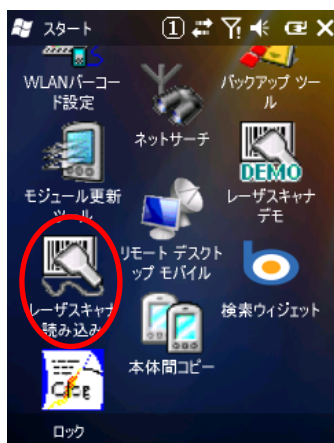 スタート
1
WLANバーコー
ド設定
ネットサーチ
バックアップ ツー
ル
モジュール更新
ツール
リモート デスクト
ップ モバイル
DEMO
レーザスキャナ
デモ
レーザスキャナ
読み込み
本体間コピー
検索ウィジェット
Cfog
ロック